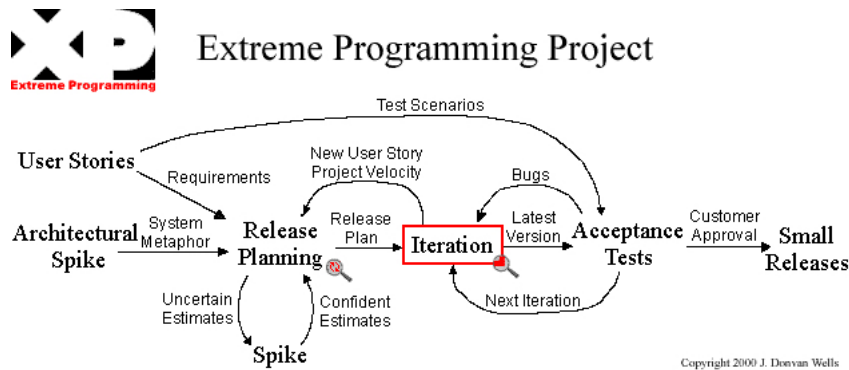 XP
Extreme Programming
Extreme Programming Project
Test Scenarios
User Stories
Requirements
New User Story
Project Velocity
Bugs
Architectural
Spike
System
Metaphor
Release
Planning
Release
Plan
Iteration
Latest
Version
Acceptance
Tests
Customer
Approval
Small
Releases
Uncertain
Estimates
Confident
Estimates
Next Iteration
Spike
Copyright 2000 J. Donvan Wells